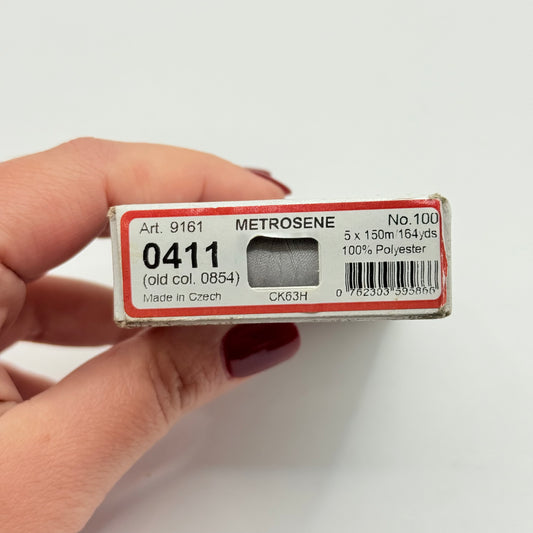 Art. 9161 METROSENE No.100
0411 5 x 150m/164yds
(old col. 0854) 100% Polyester
Made in Czech CK63H 0 762303 595866